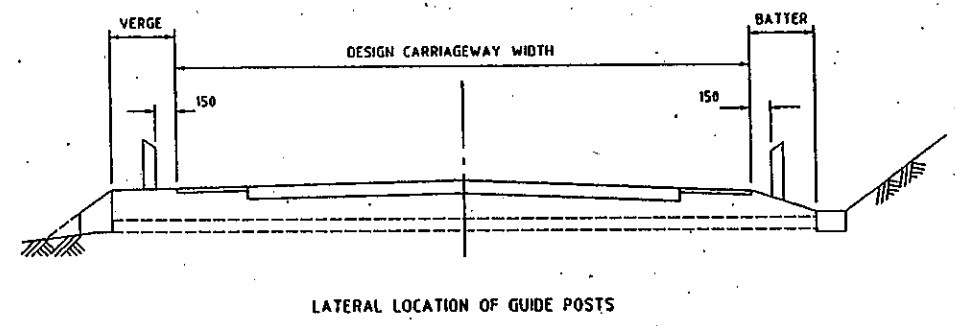 VERGE
BATTER
DESIGN CARRIAGEWAY WIDTH
150
150
LATERAL LOCATION OF GUIDE POSTS